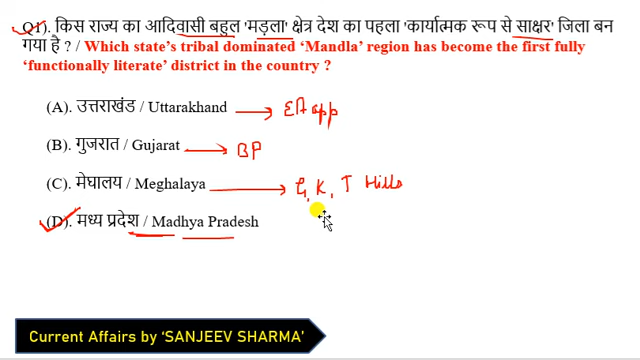 Q1). किस राज्य का आदिवासी बहुल 'मड़ला' क्षेत्र देश का पहला 'कार्यात्मक रूप से साक्षर' जिला बन
गया है ? / Which state's tribal dominated 'Mandla' region has become the first fully
'functionally literate' district in the country ?
(A). उत्तराखंड / Uttarakhand → EA app
(B). गुजरात / Gujarat → BP
(C). मेघालय / Meghalaya → G, K, J Hills
(D). मध्य प्रदेश / Madhya Pradesh
Current Affairs by 'SANJEEV SHARMA'